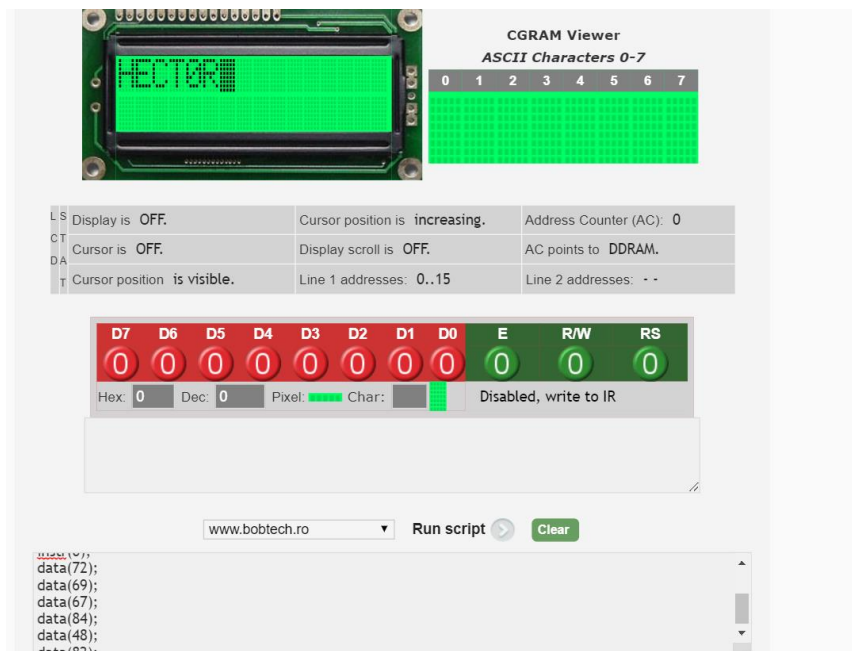 CGRAM Viewer
ASCII Characters 0-7
HECT0R
0 1 2 3 4 5 6 7
L S Display is OFF. Cursor position is increasing. Address Counter (AC): 0
C T Cursor is OFF. Display scroll is OFF. AC points to DDRAM.
D A
T Cursor position is visible. Line 1 addresses: 0..15 Line 2 addresses: - -
D7 D6 D5 D4 D3 D2 D1 D0 E R/W RS
0 0 0 0 0 0 0 0 0 0 0
Hex: 0 Dec: 0 Pixel: Char: Disabled, write to IR
www.bobtech.ro Run script Clear
data(72);
data(69);
data(67);
data(84);
data(48);